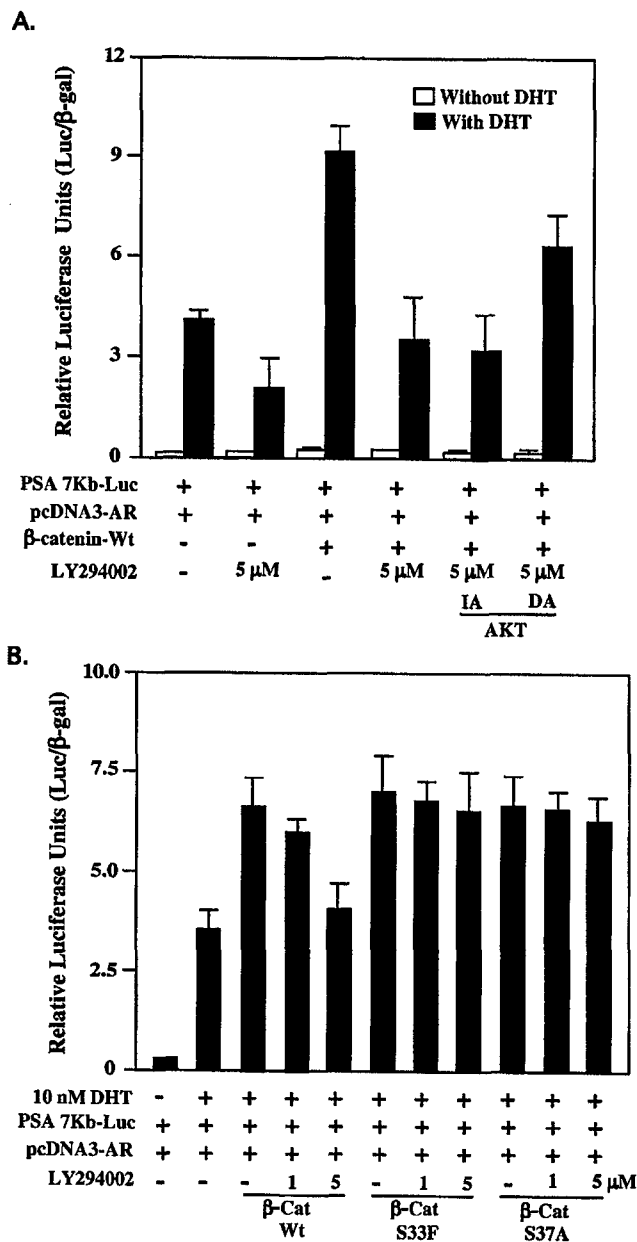 A.
Relative Luciferase Units (Luc/β-gal)
12
9
6
3
0
Without DHT
With DHT
PSA 7Kb-Luc + + + + + +
pcDNA3-AR + + + + + +
β-catenin-Wt - - + + + +
LY294002 - 5 μM - 5 μM 5 μM 5 μM
IA DA
AKT
B.
Relative Luciferase Units (Luc/β-gal)
10.0
7.5
5.0
2.5
0
10 nM DHT - + + + + + + + + + +
PSA 7Kb-Luc + + + + + + + + + + +
pcDNA3-AR + + + + + + + + + + +
LY294002 - - - 1 5 - 1 5 - 1 5 μM
β-Cat β-Cat β-Cat
Wt S33F S37A